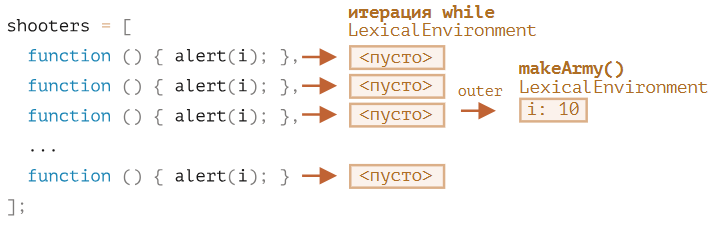 итерация while
LexicalEnvironment
shooters = [
function () { alert(i); }, <пусто>
function () { alert(i); }, <пусто>
function () { alert(i); }, <пусто>
outer
makeArmy()
LexicalEnvironment
i: 10
...
function () { alert(i); } <пусто>
];